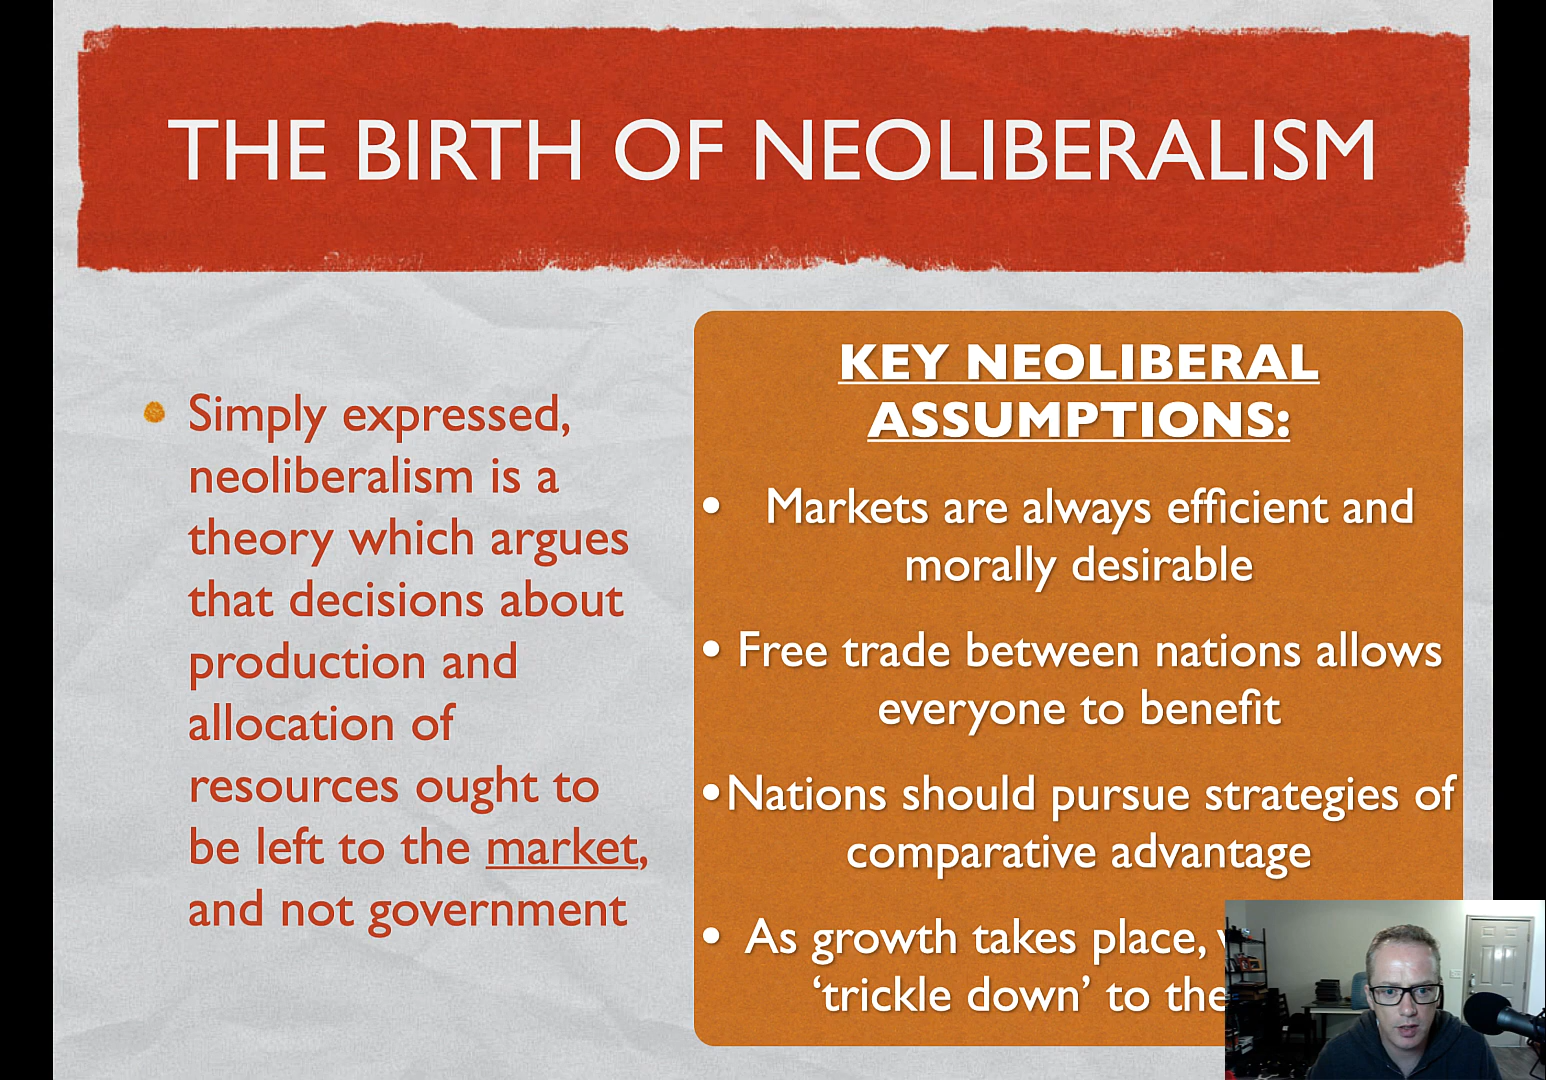 THE BIRTH OF NEOLIBERALISM
Simply expressed,
neoliberalism is a
theory which argues
that decisions about
production and
allocation of
resources ought to
be left to the market,
and not government
KEY NEOLIBERAL
ASSUMPTIONS:
• Markets are always efficient and
morally desirable
• Free trade between nations allows
everyone to benefit
• Nations should pursue strategies of
comparative advantage
• As growth takes place,
‘trickle down’ to the